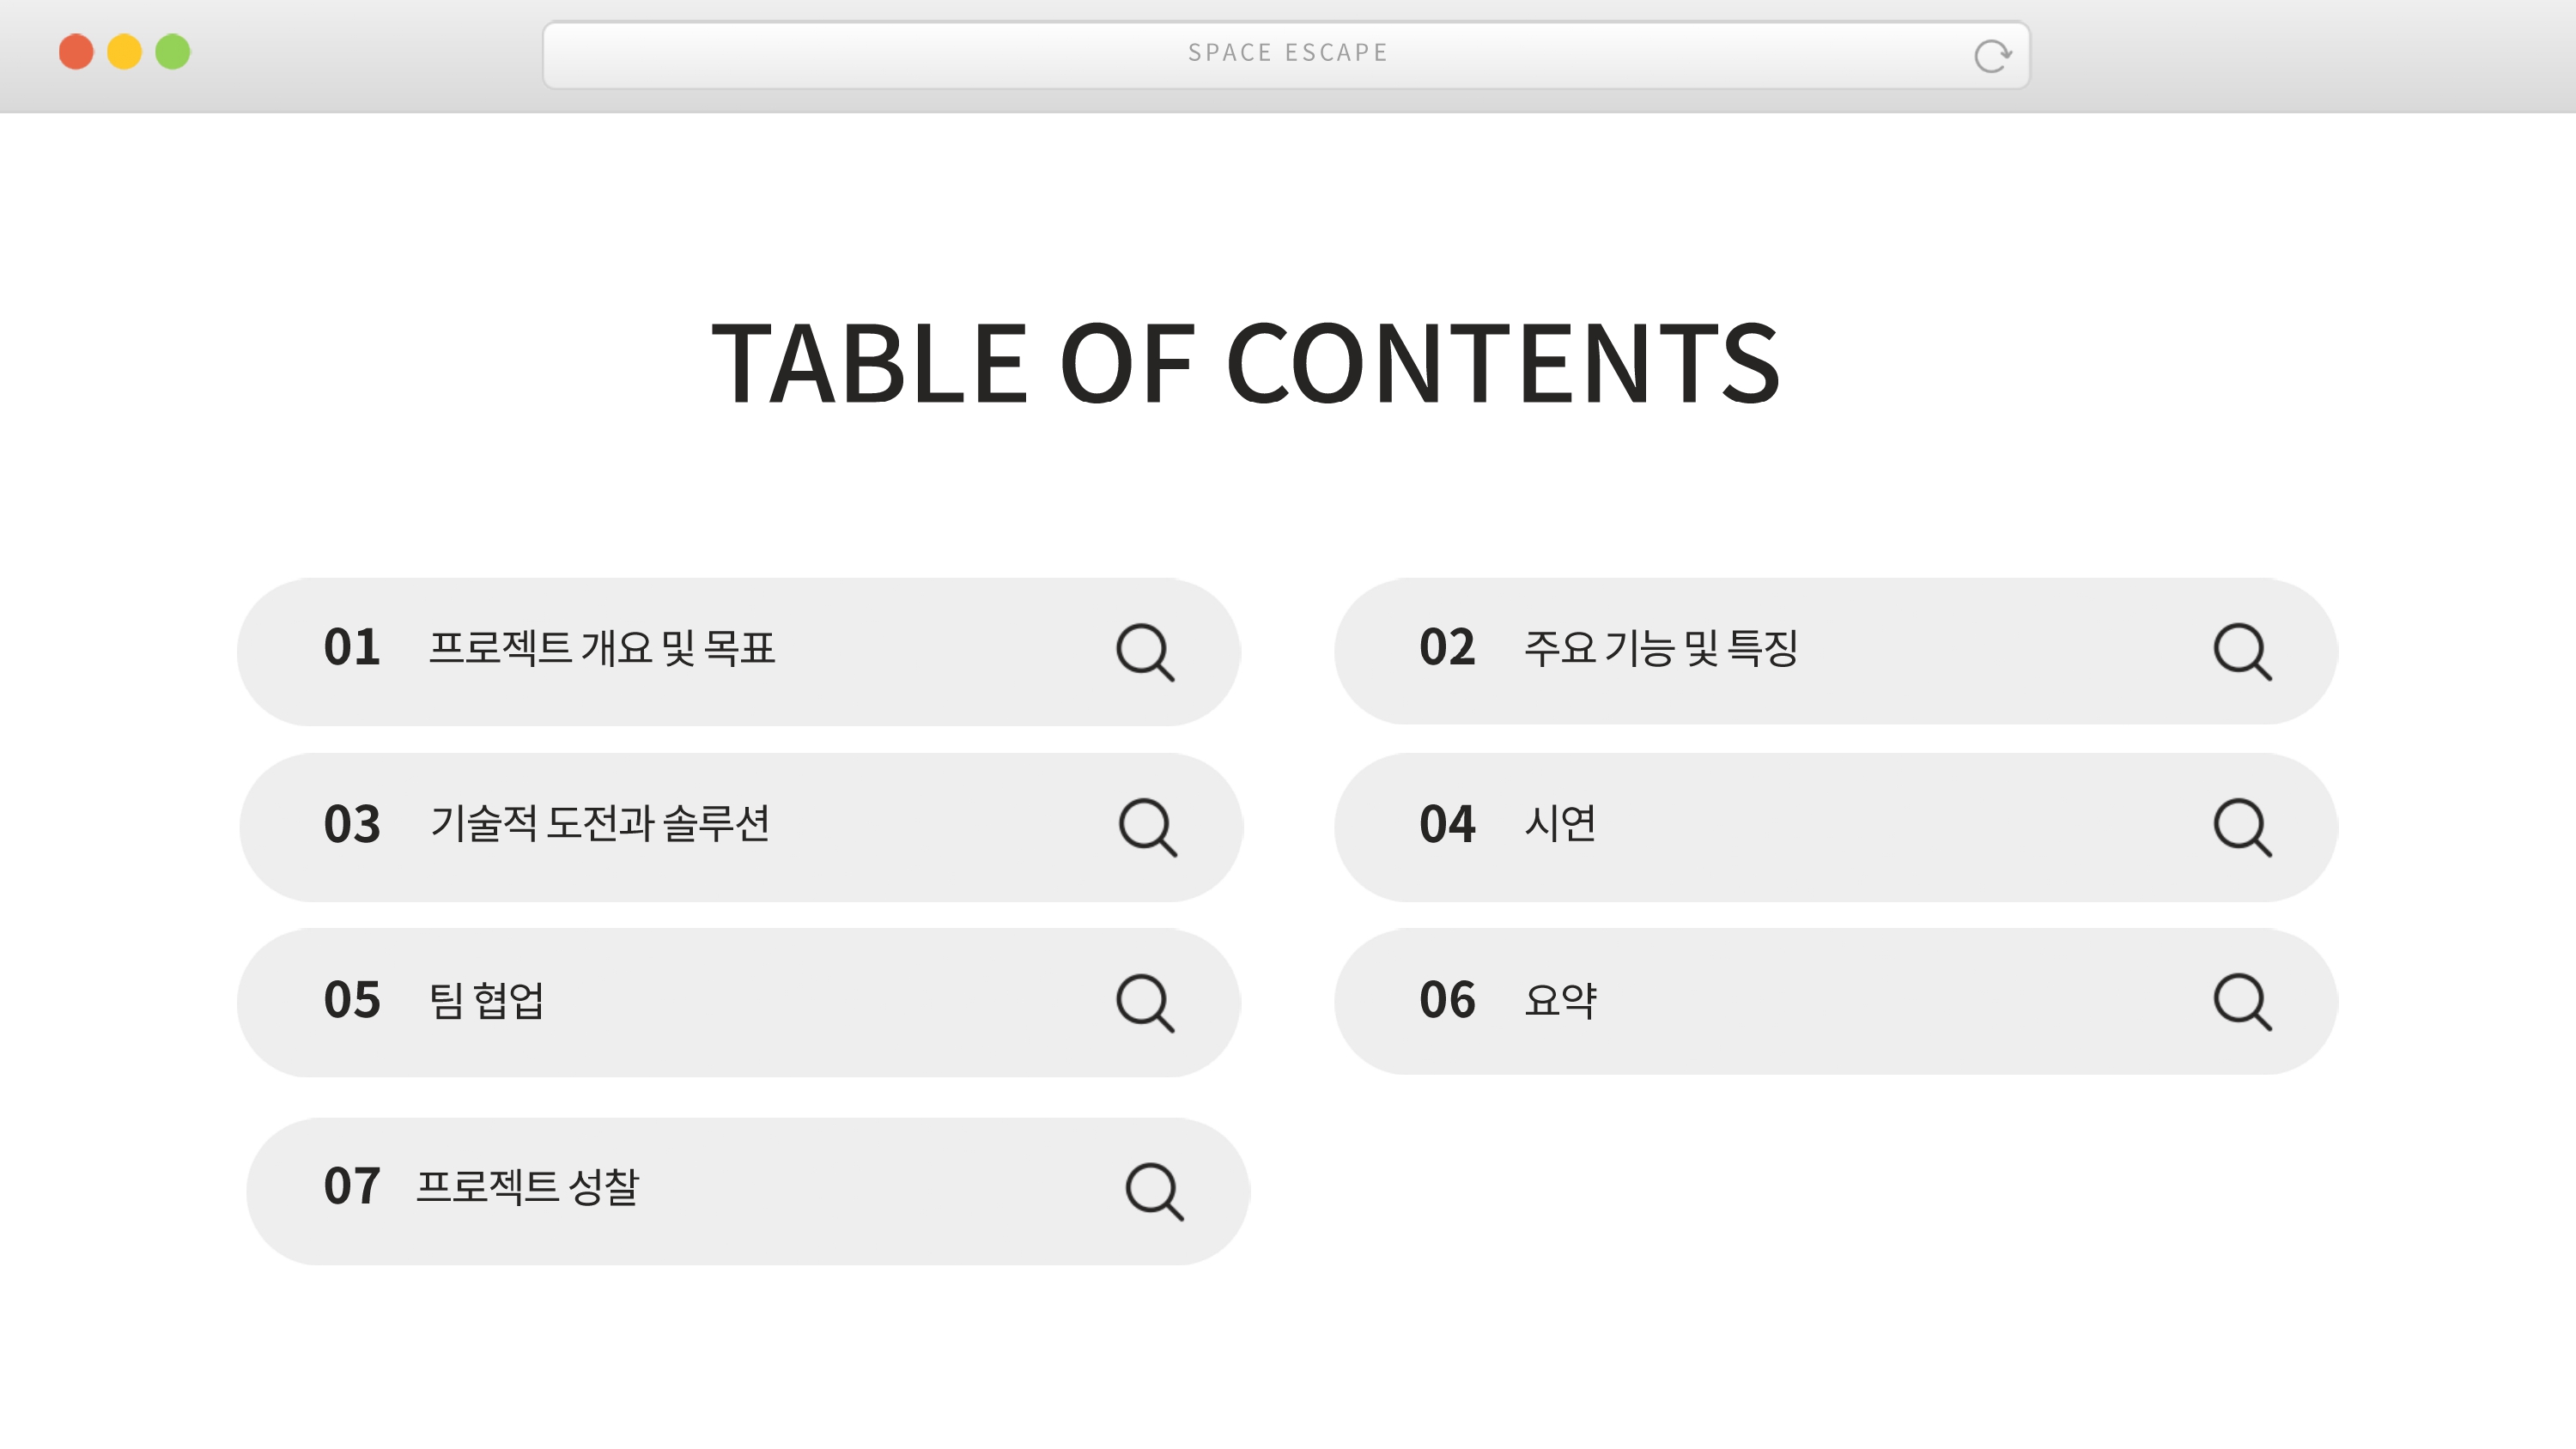 SPACE ESCAPE
TABLE OF CONTENTS
01 프로젝트 개요 및 목표
02 주요 기능 및 특징
03 기술적 도전과 솔루션
04 시연
05 팀 협업
06 요약
07 프로젝트 성찰